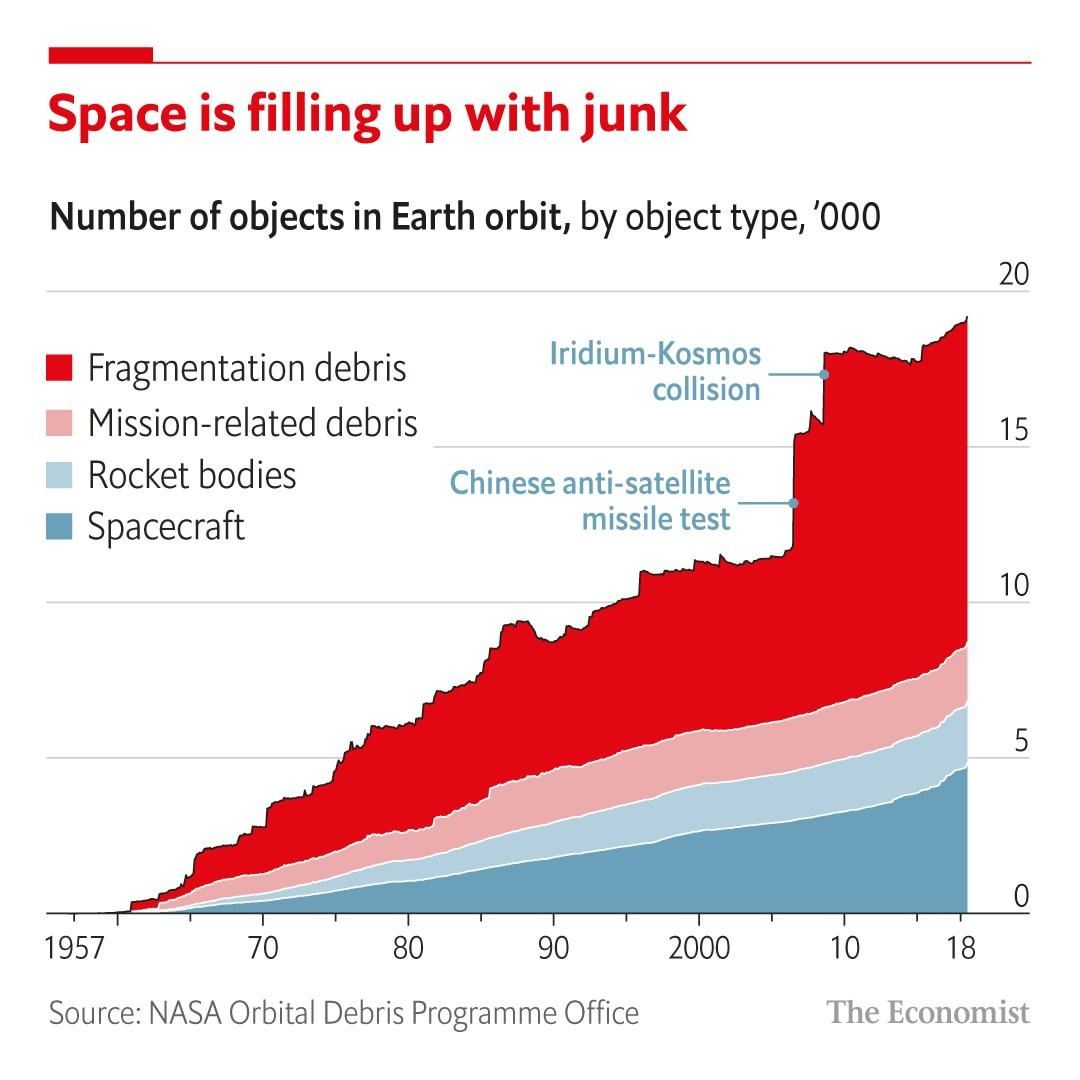 Space is filling up with junk
Number of objects in Earth orbit, by object type, ’000
20
Fragmentation debris
Mission-related debris
Rocket bodies
Spacecraft
Iridium-Kosmos
collision
15
Chinese anti-satellite
missile test
10
5
0
1957 70 80 90 2000 10 18
Source: NASA Orbital Debris Programme Office
The Economist